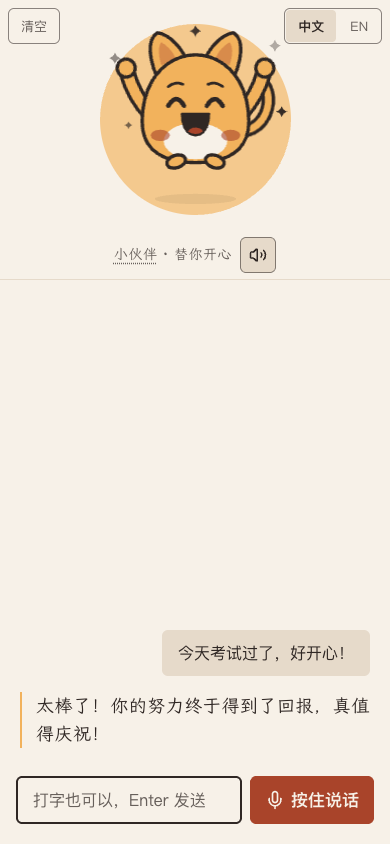 清空
中文 EN
小伙伴 · 替你开心
今天考试过了，好开心！
太棒了！你的努力终于得到了回报，真值
得庆祝！
打字也可以，Enter 发送
按住说话